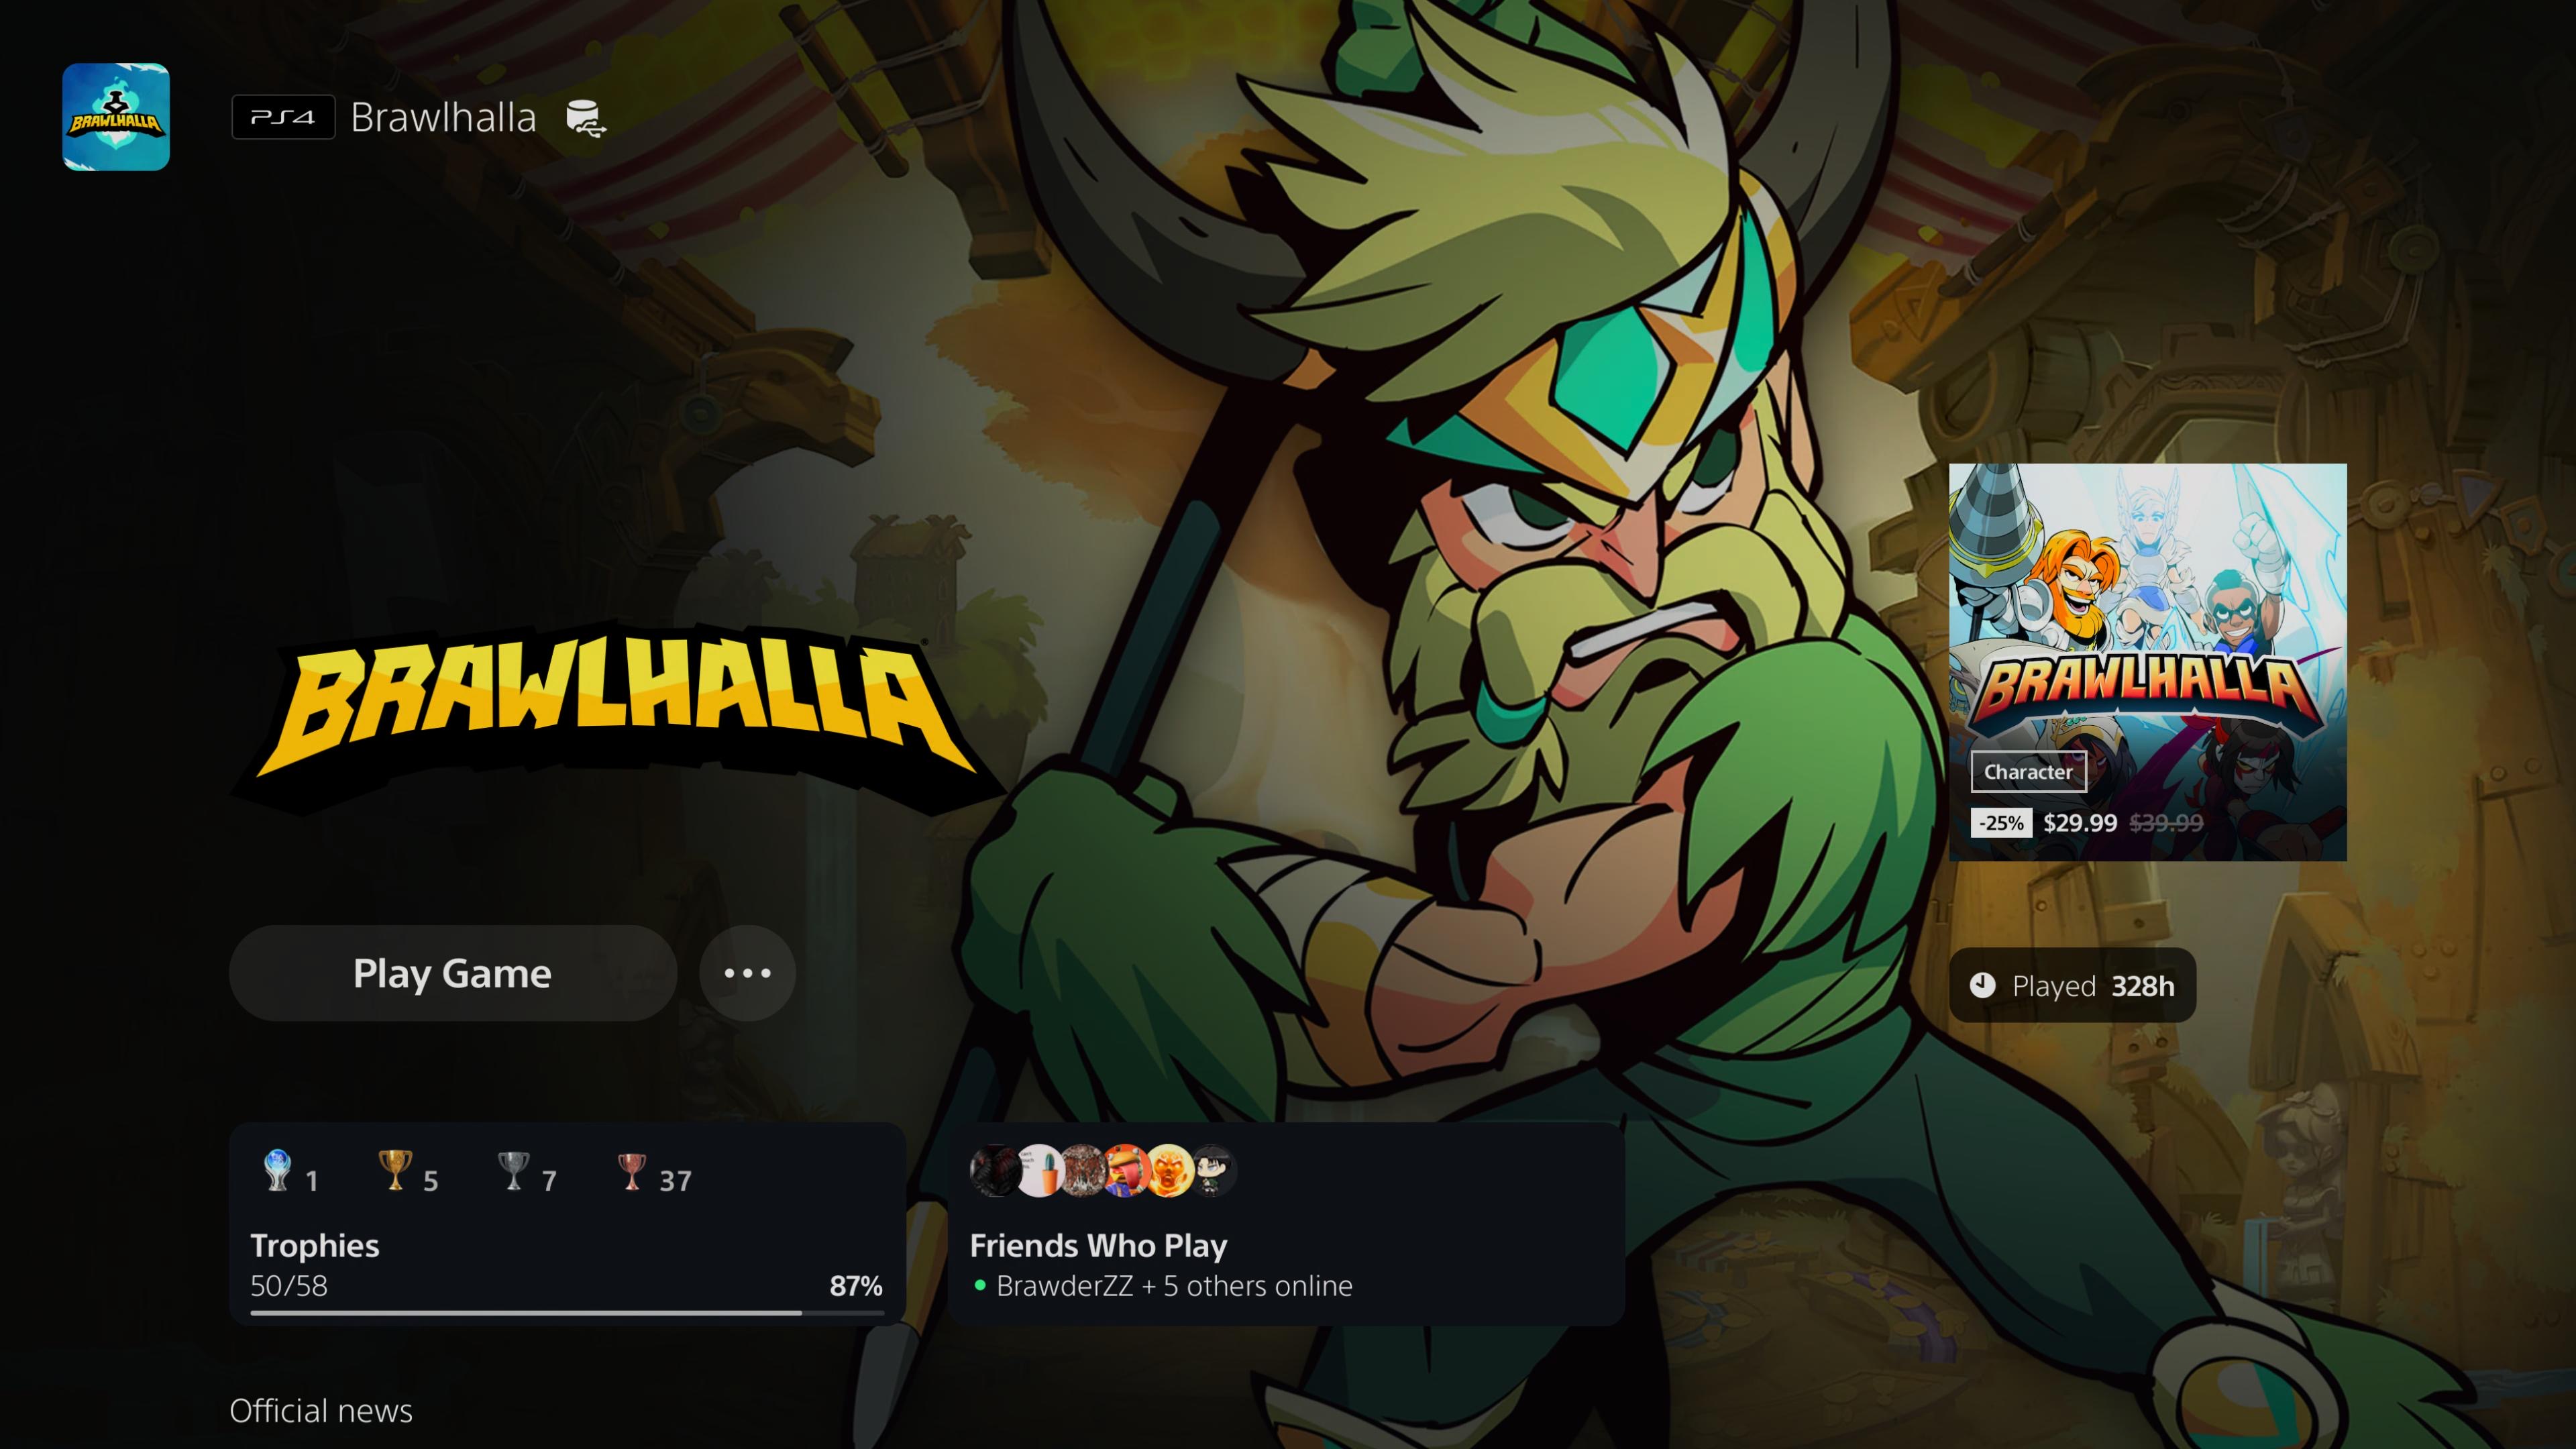 BRAWLHALLA
PS4 Brawlhalla
BRAWLHALLA
BRAWLHALLA
Character
-25% $29.99 $39.99
Play Game
Played 328h
1 5 7 37
Trophies
50/58 87%
Friends Who Play
BrawderZZ + 5 others online
Official news